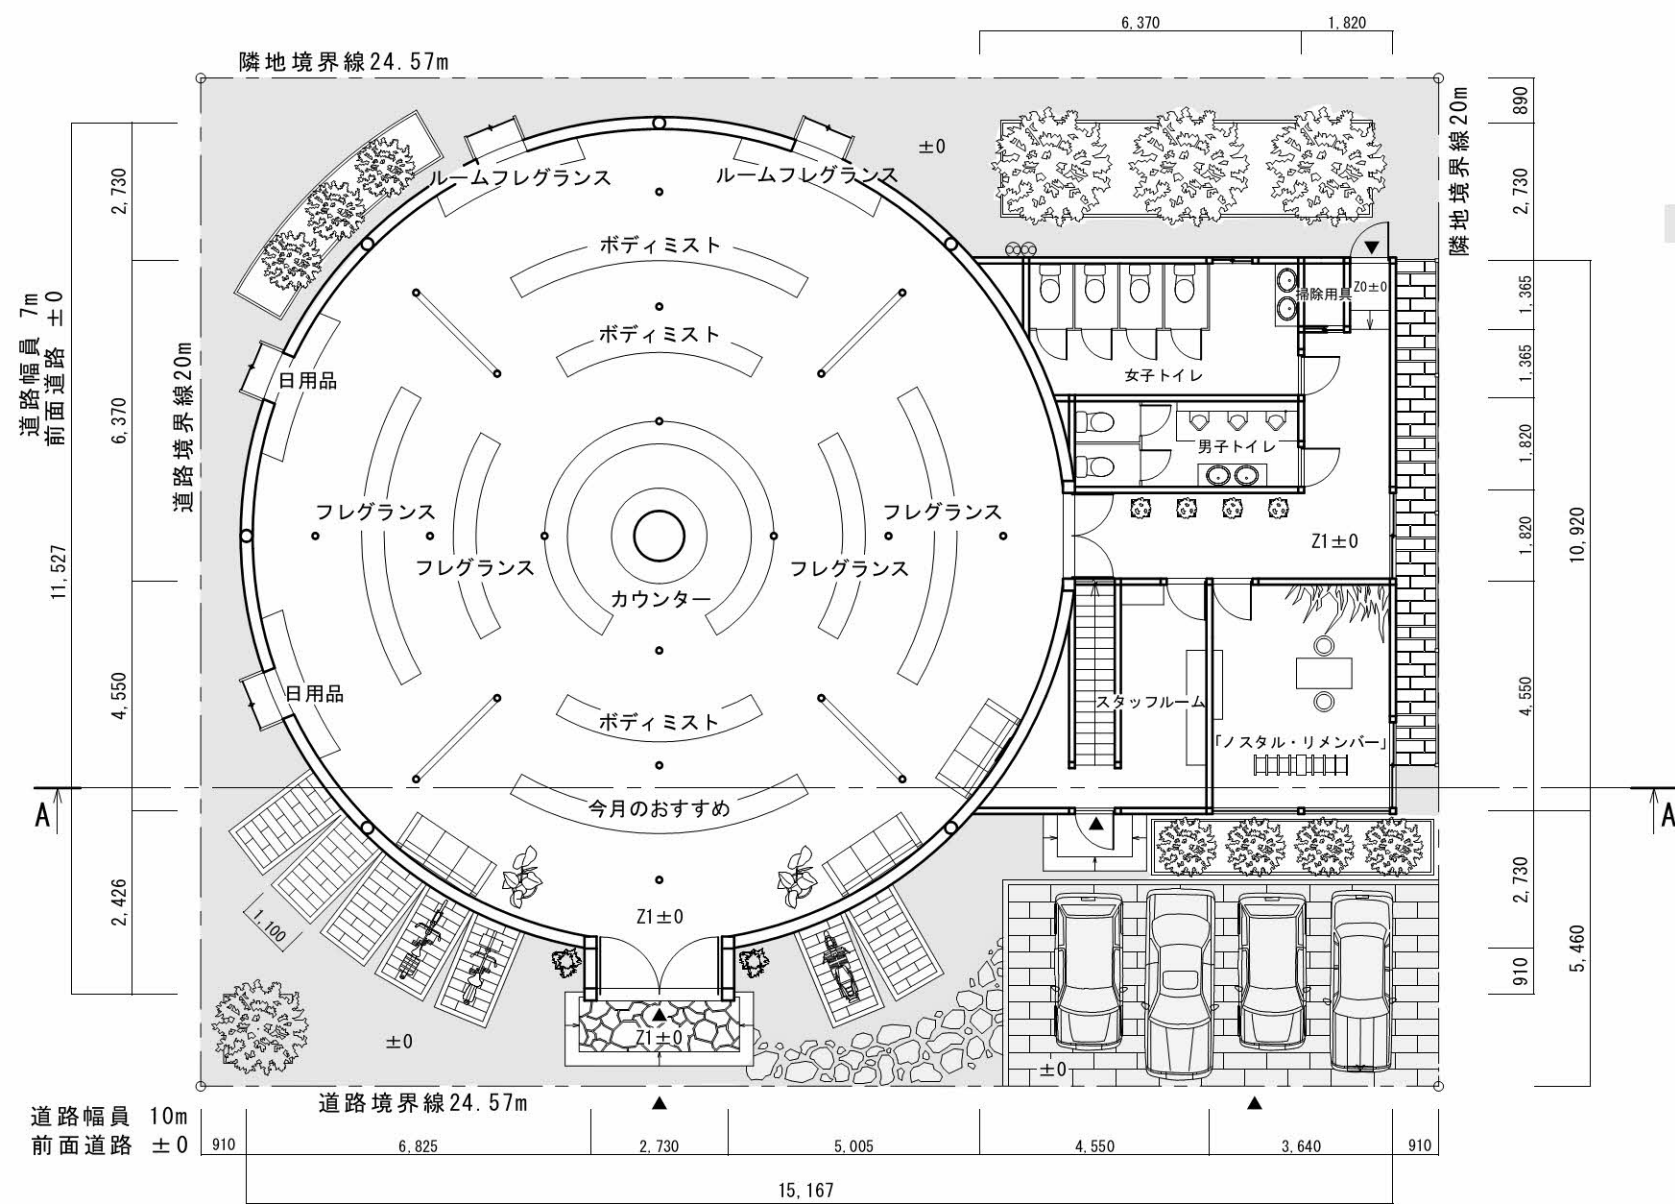 6,370
1,820
隣地境界線24.57m
隣地境界線20m
890
2,730
2,730
±0
ルームフレグランス
ルームフレグランス
ボディミスト
ボディミスト
掃除用具
Z0±0
1,365
1,365
女子トイレ
道路幅員 7m
前面道路 ±0
道路境界線20m
6,370
日用品
男子トイレ
1,820
1,820
フレグランス
フレグランス
フレグランス
フレグランス
Z1±0
10,920
11,527
カウンター
日用品
4,550
ボディミスト
スタッフルーム
「ノスタル・リメンバー」
4,550
A
A
今月のおすすめ
2,426
1,100
Z1±0
2,730
5,460
910
±0
Z1±0
±0
道路境界線24.57m
道路幅員 10m
前面道路 ±0
910
6,825
2,730
5,005
4,550
3,640
910
15,167